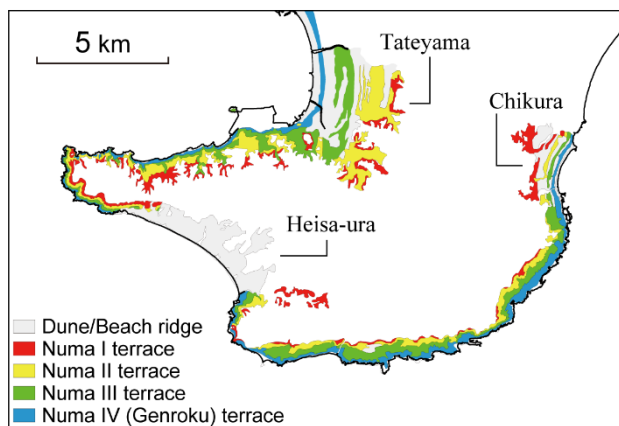 5 km
Tateyama
Chikura
Heisa-ura
Dune/Beach ridge
Numa I terrace
Numa II terrace
Numa III terrace
Numa IV (Genroku) terrace